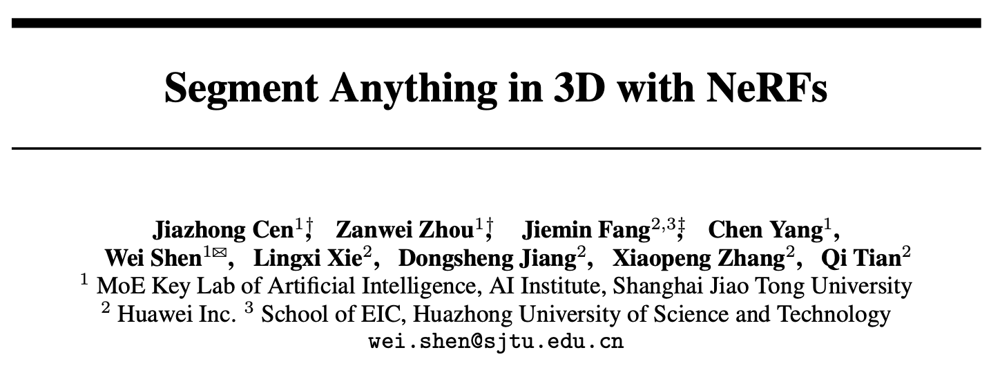 Segment Anything in 3D with NeRFs
Jiazhong Cen¹†, Zanwei Zhou¹†, Jiemin Fang²,³‡, Chen Yang¹,
Wei Shen¹✉, Lingxi Xie², Dongsheng Jiang², Xiaopeng Zhang², Qi Tian²
¹ MoE Key Lab of Artificial Intelligence, AI Institute, Shanghai Jiao Tong University
² Huawei Inc. ³ School of EIC, Huazhong University of Science and Technology
wei.shen@sjtu.edu.cn